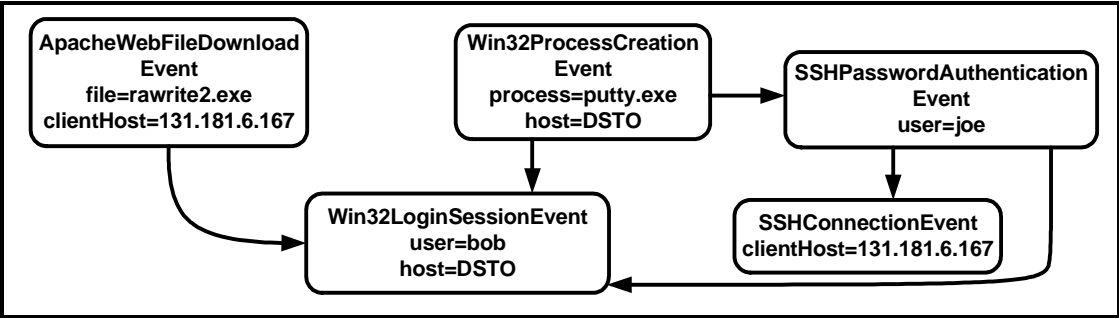 ApacheWebFileDownload
Event
file=rawrite2.exe
clientHost=131.181.6.167
Win32ProcessCreation
Event
process=putty.exe
host=DSTO
SSHPasswordAuthentication
Event
user=joe
Win32LoginSessionEvent
user=bob
host=DSTO
SSHConnectionEvent
clientHost=131.181.6.167